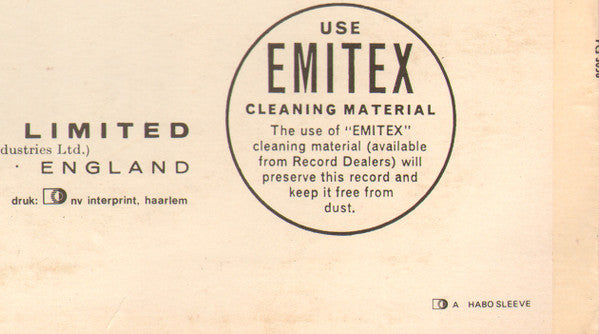 USE
EMITEX
CLEANING MATERIAL
The use of "EMITEX"
cleaning material (available
from Record Dealers) will
preserve this record and
keep it free from
dust.
LIMITED
dustries Ltd.)
· ENGLAND
druk: nv interprint, haarlem
A HABO SLEEVE